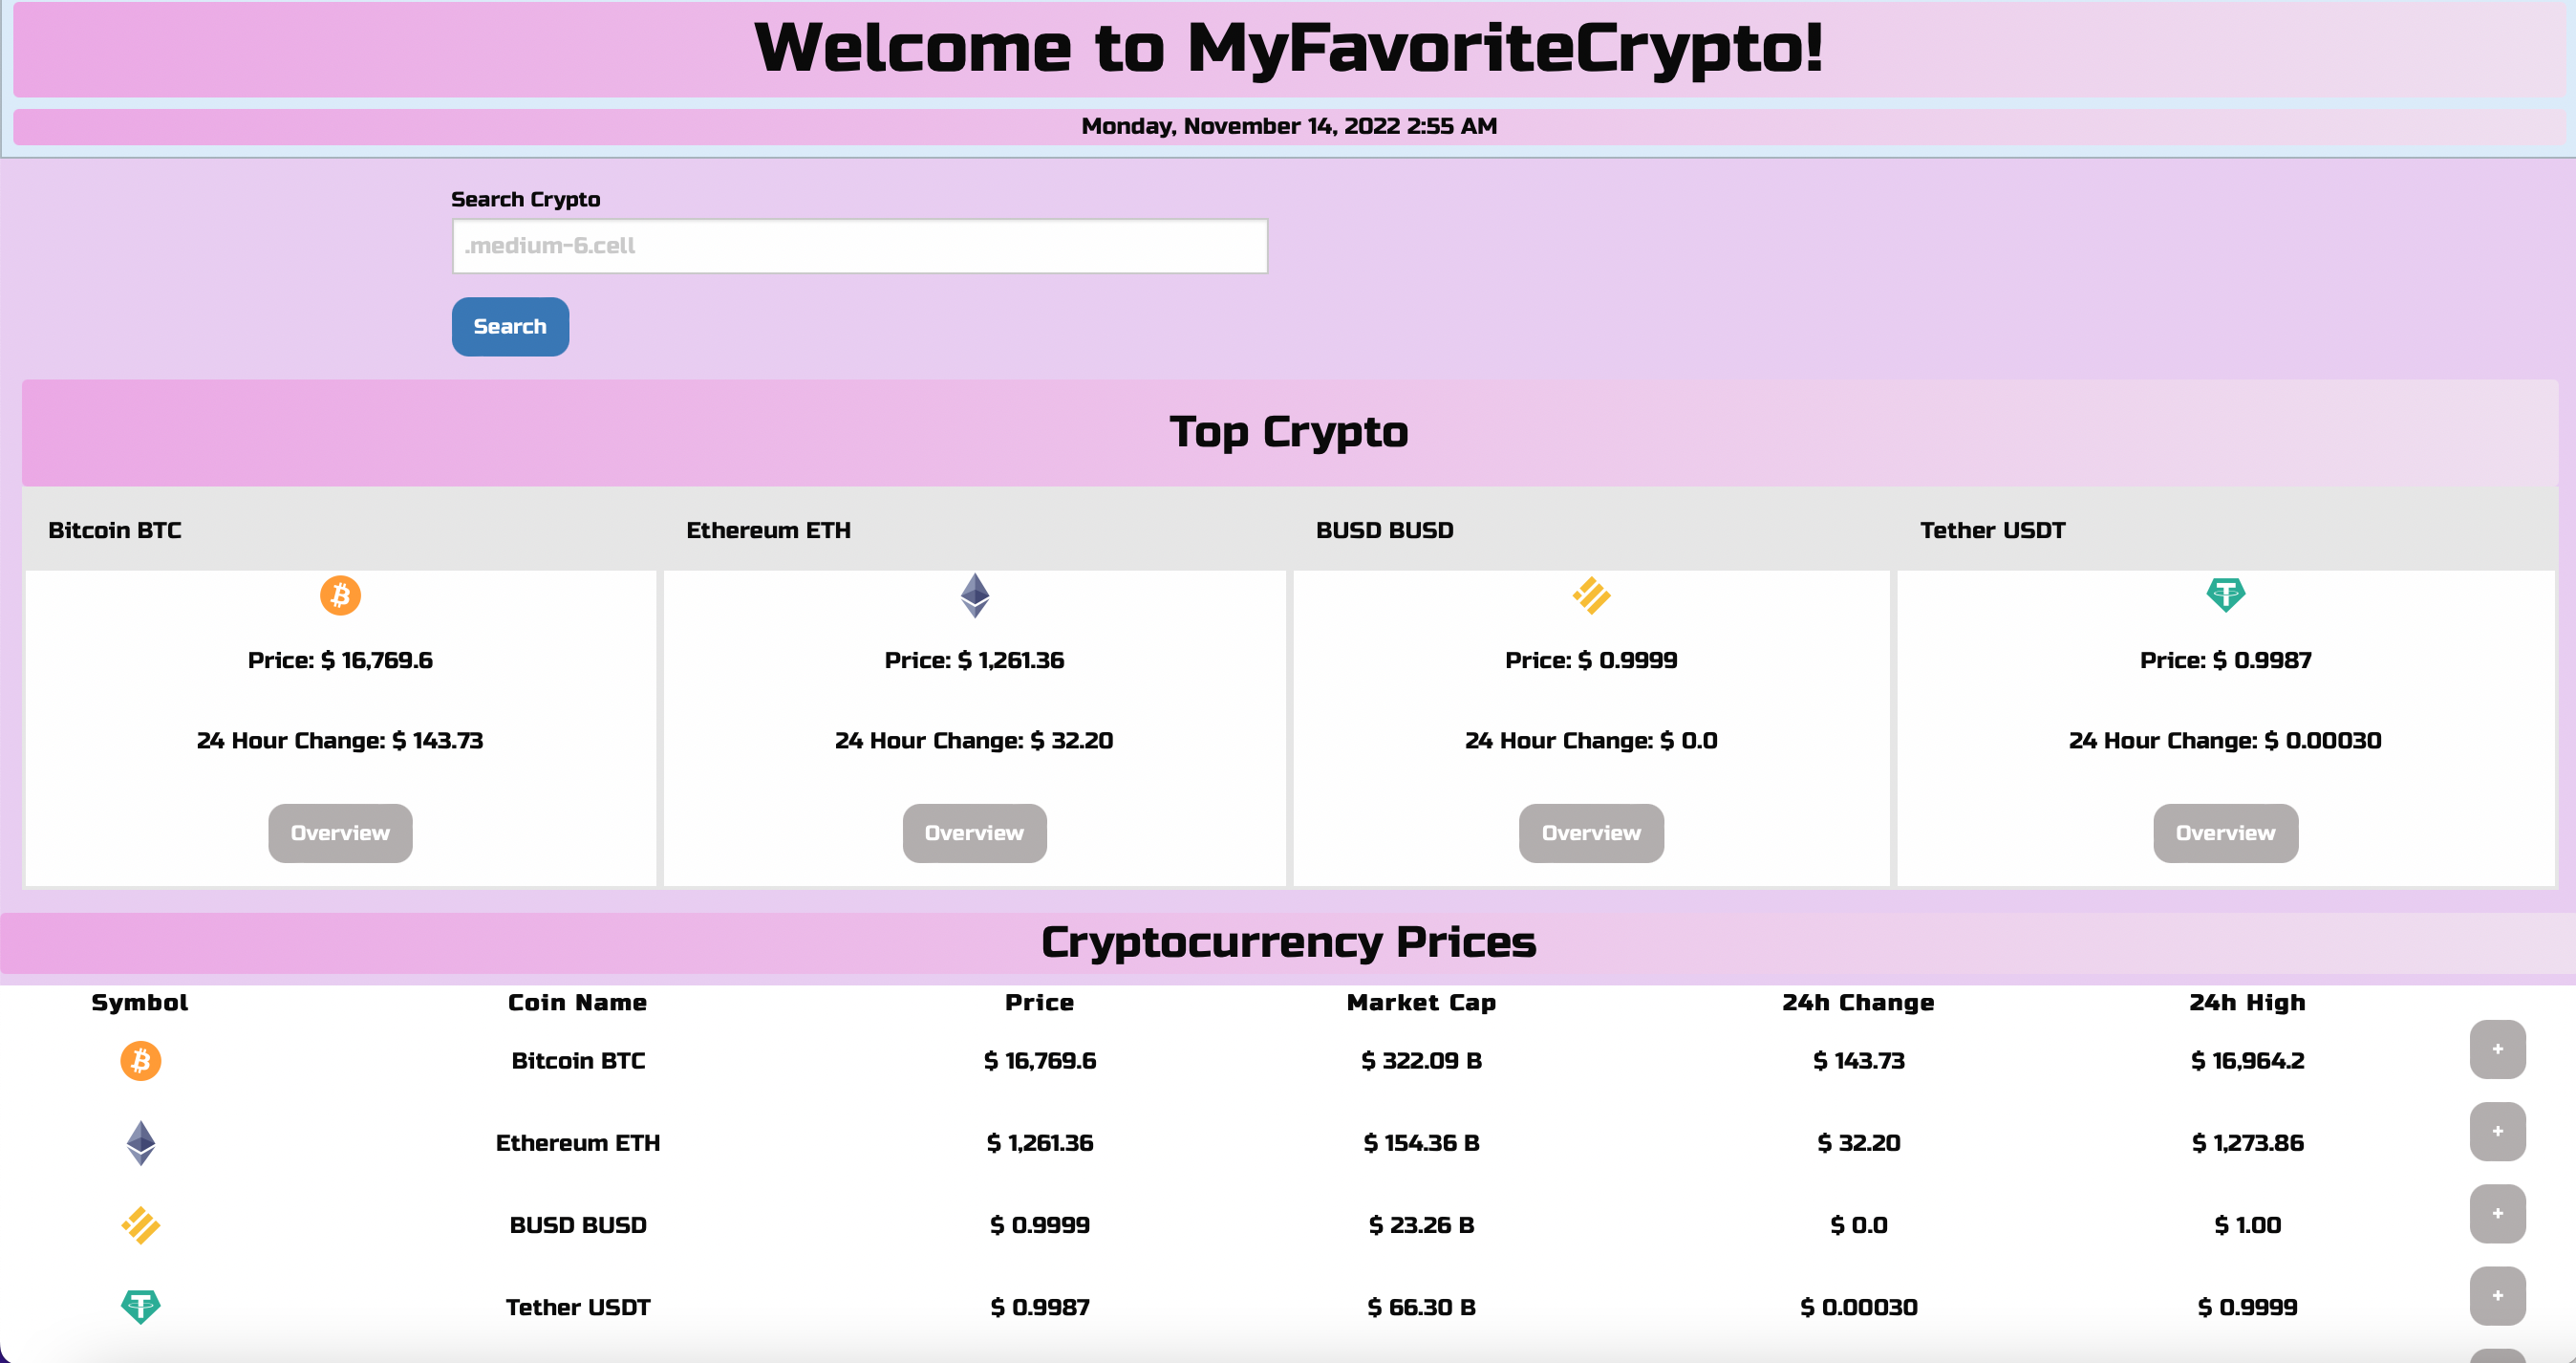 Welcome to MyFavoriteCrypto!
Monday, November 14, 2022 2:55 AM
Search Crypto
.medium-6.cell
Search
Top Crypto
Bitcoin BTC Ethereum ETH BUSD BUSD Tether USDT
Price: $ 16,769.6 Price: $ 1,261.36 Price: $ 0.9999 Price: $ 0.9987
24 Hour Change: $ 143.73 24 Hour Change: $ 32.20 24 Hour Change: $ 0.0 24 Hour Change: $ 0.00030
Overview Overview Overview Overview
Cryptocurrency Prices
Symbol Coin Name Price Market Cap 24h Change 24h High
Bitcoin BTC $ 16,769.6 $ 322.09 B $ 143.73 $ 16,964.2 +
Ethereum ETH $ 1,261.36 $ 154.36 B $ 32.20 $ 1,273.86 +
BUSD BUSD $ 0.9999 $ 23.26 B $ 0.0 $ 1.00 +
Tether USDT $ 0.9987 $ 66.30 B $ 0.00030 $ 0.9999 +